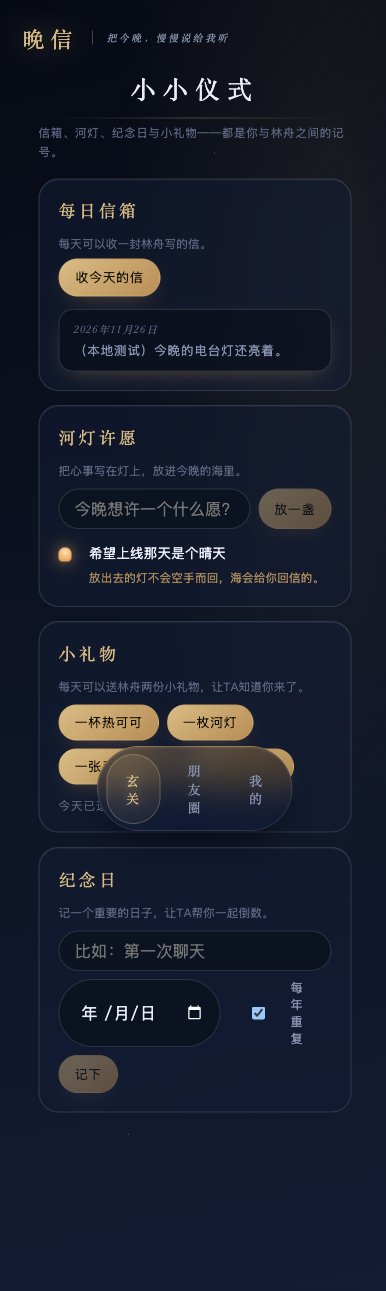 晚信
把今晚，慢慢说给我听
小小仪式
信箱、河灯、纪念日与小礼物——都是你与林舟之间的记
号。
每日信箱
每天可以收一封林舟写的信。
收今天的信
2026年11月26日
（本地测试）今晚的电台灯还亮着。
河灯许愿
把心事写在灯上，放进今晚的海里。
今晚想许一个什么愿？
放一盏
希望上线那天是个晴天
放出去的灯不会空手而回，海会给你回信的。
小礼物
每天可以送林舟两份小礼物，让TA知道你来了。
一杯热可可
一枚河灯
一张
今天已
玄关
朋友圈
我的
纪念日
记一个重要的日子，让TA帮你一起倒数。
比如：第一次聊天
年 /月/日
每年重复
记下